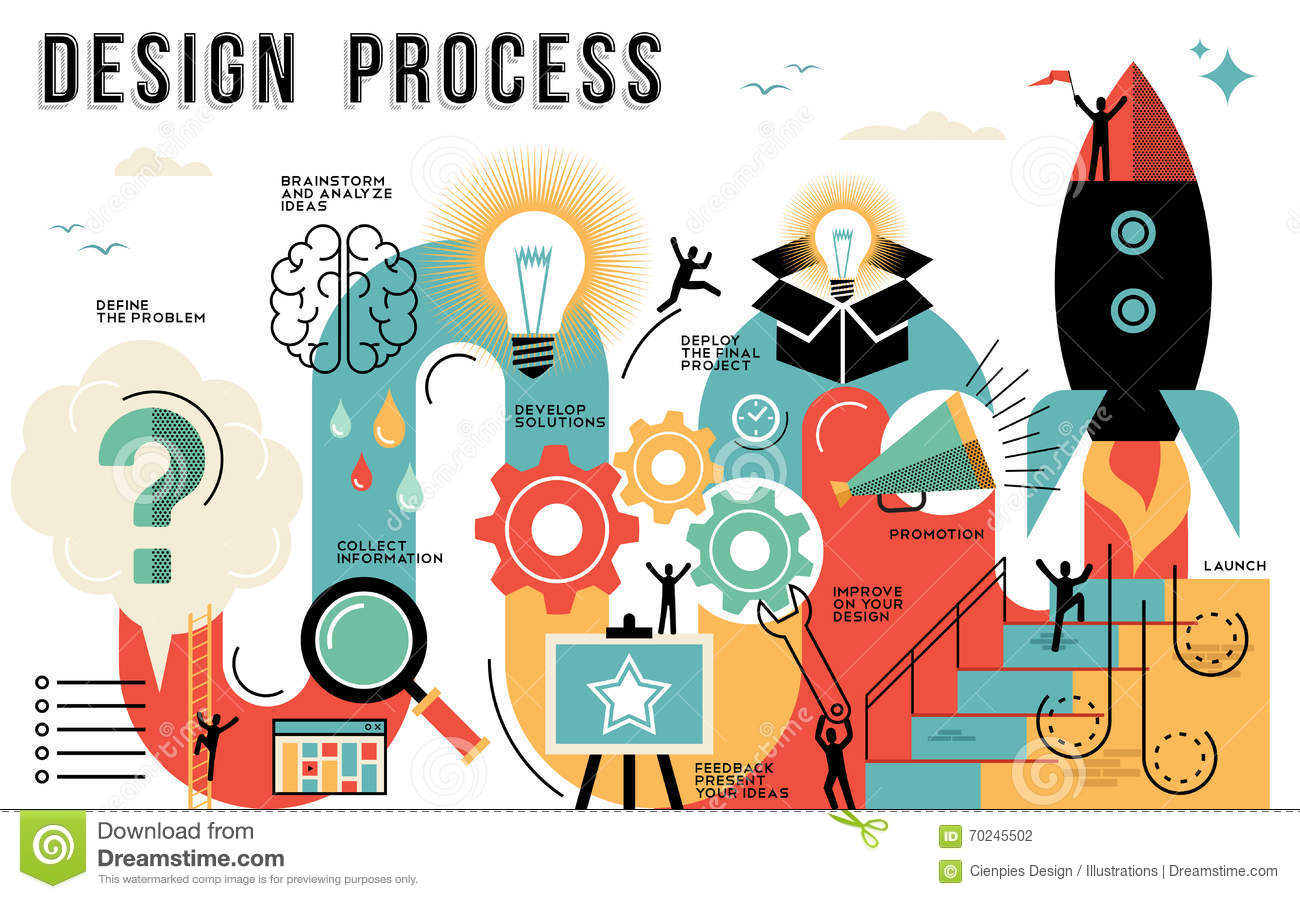 DESIGN PROCESS
BRAINSTORM
AND ANALYZE
IDEAS
DEFINE
THE PROBLEM
DEPLOY
THE FINAL
PROJECT
DEVELOP
SOLUTIONS
COLLECT
INFORMATION
PROMOTION
LAUNCH
IMPROVE
ON YOUR
DESIGN
FEEDBACK
PRESENT
YOUR IDEAS
Download from
Dreamstime.com
This watermarked comp image is for previewing purposes only.
ID 70245502
© Cienpies Design / Illustrations | Dreamstime.com